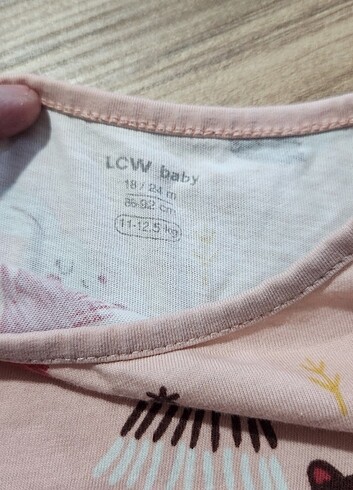 LCW baby
18 / 24 m
86-92 cm
11-12.5 kg